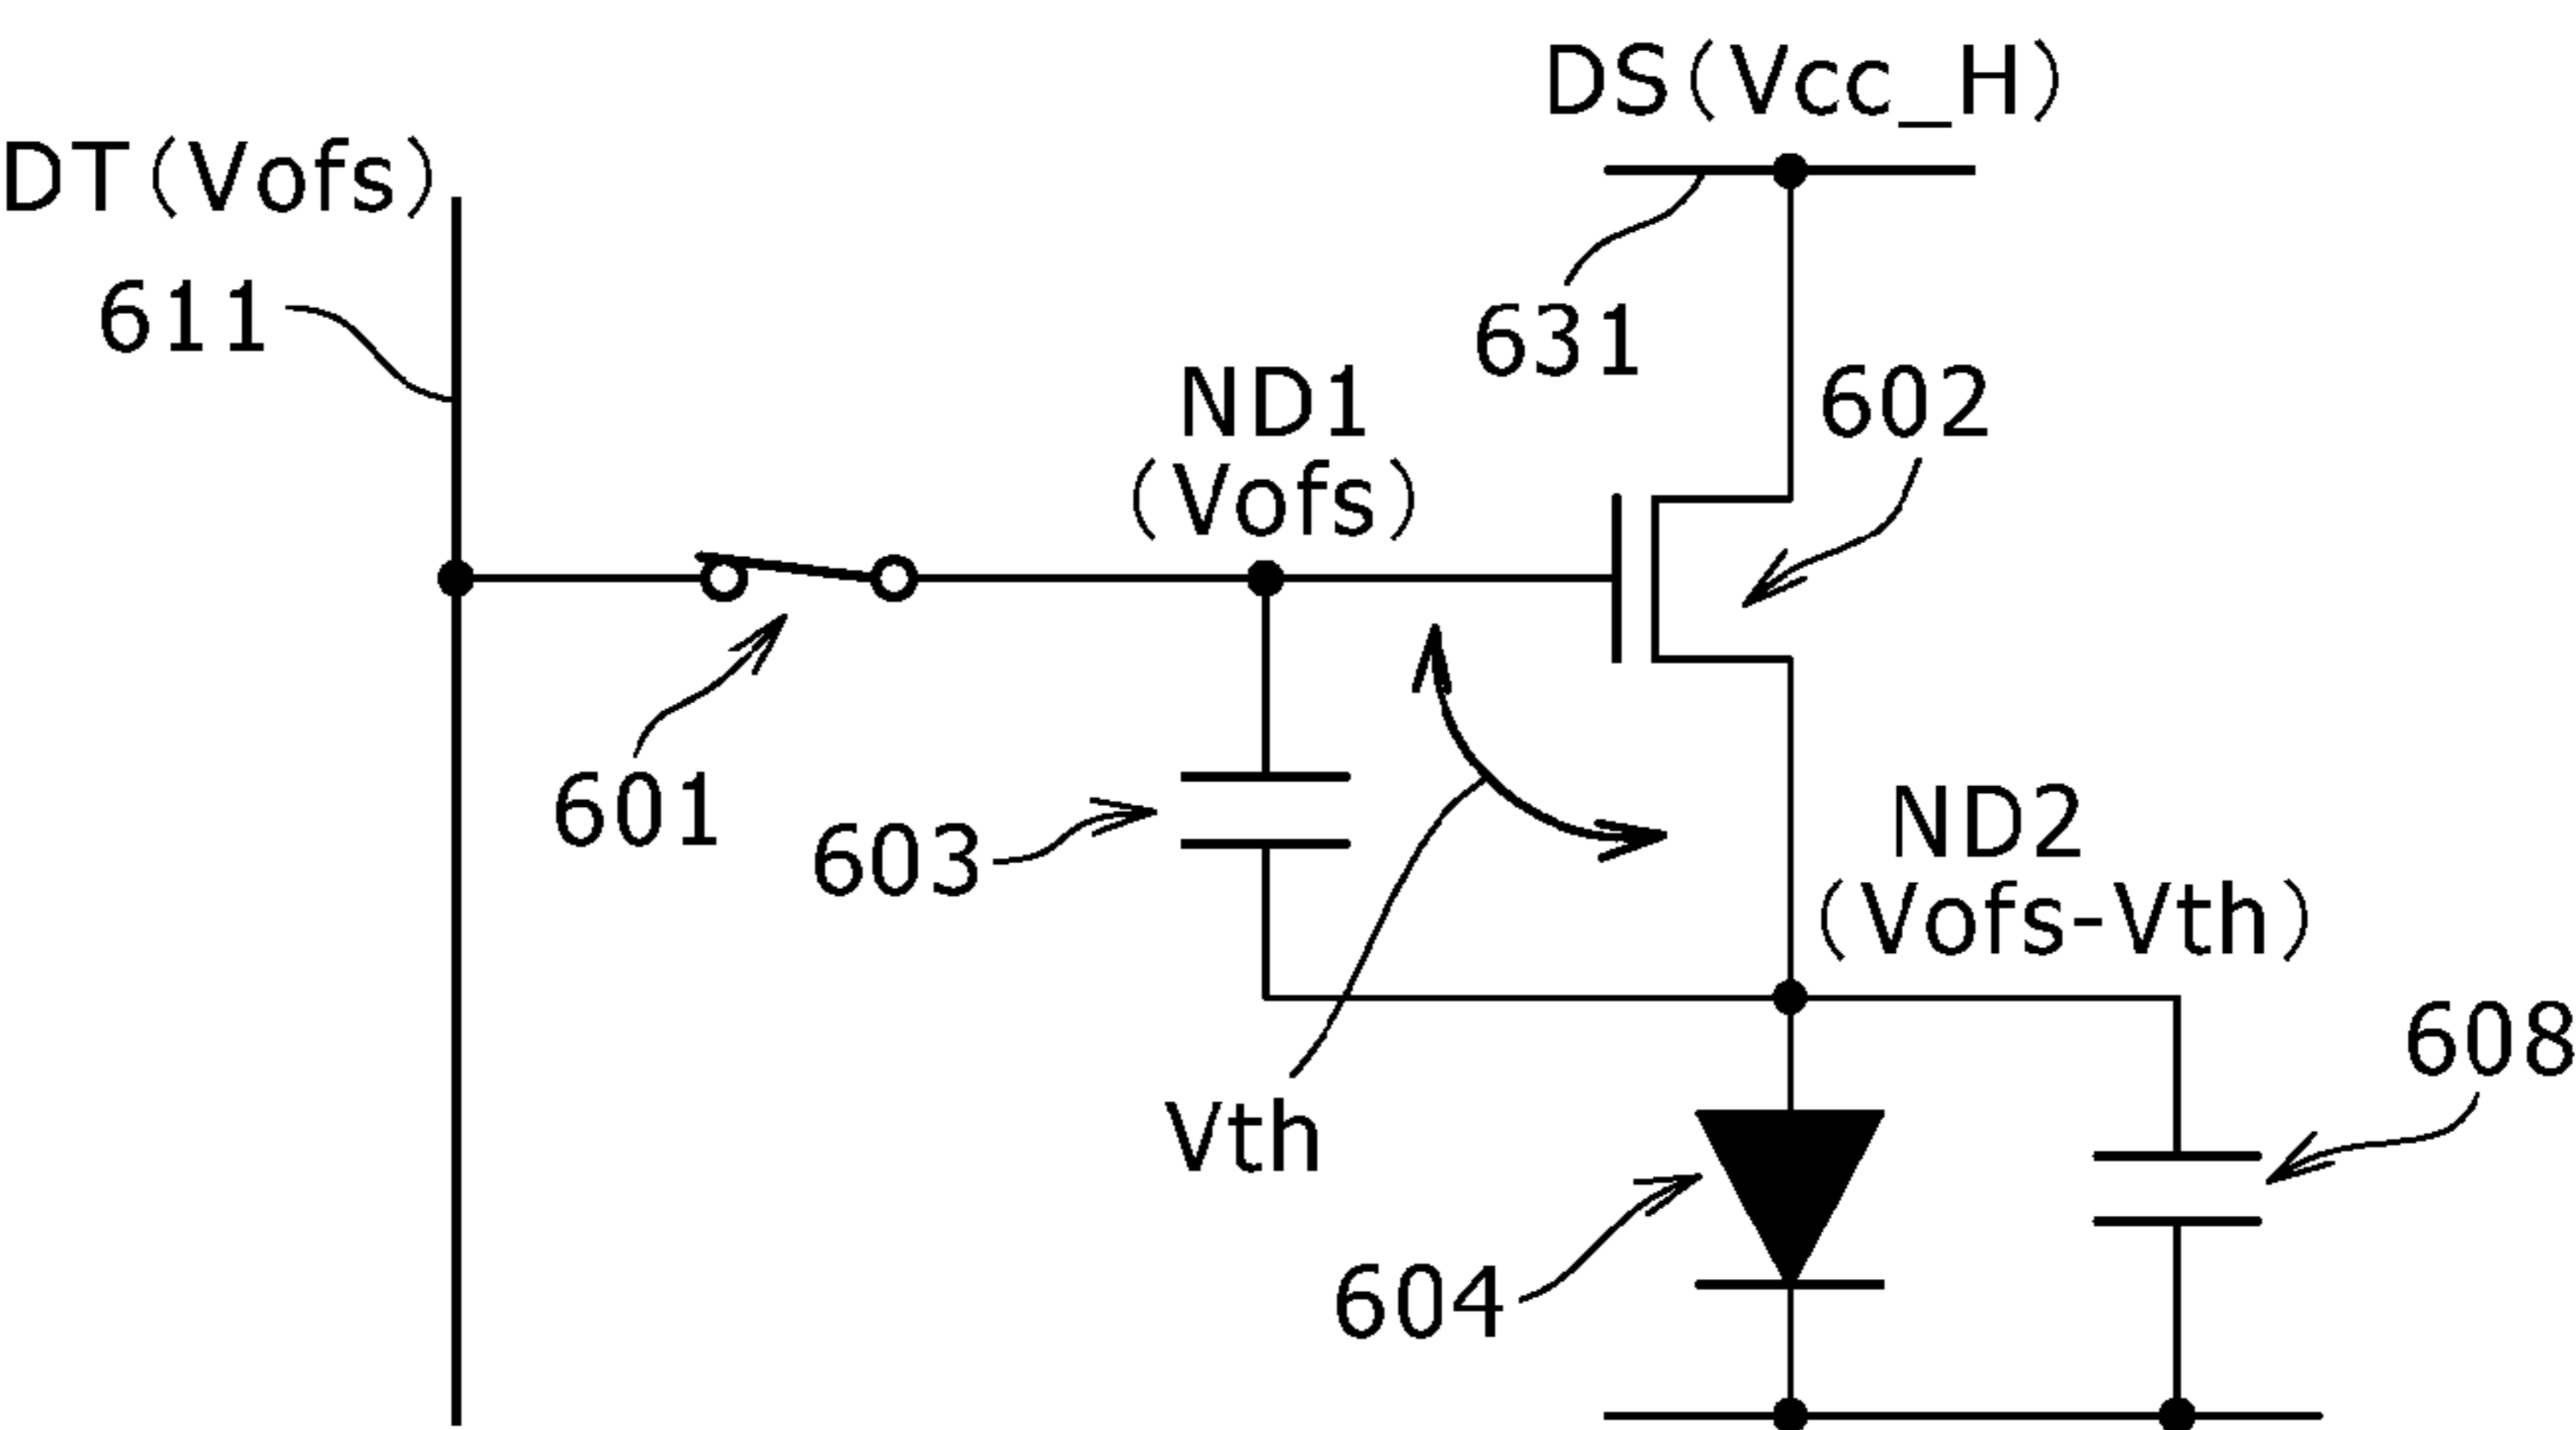 DS(Vcc_H)
DT(Vofs)
611
631
ND1
(Vofs)
602
601
603
ND2
(Vofs-Vth)
608
Vth
604